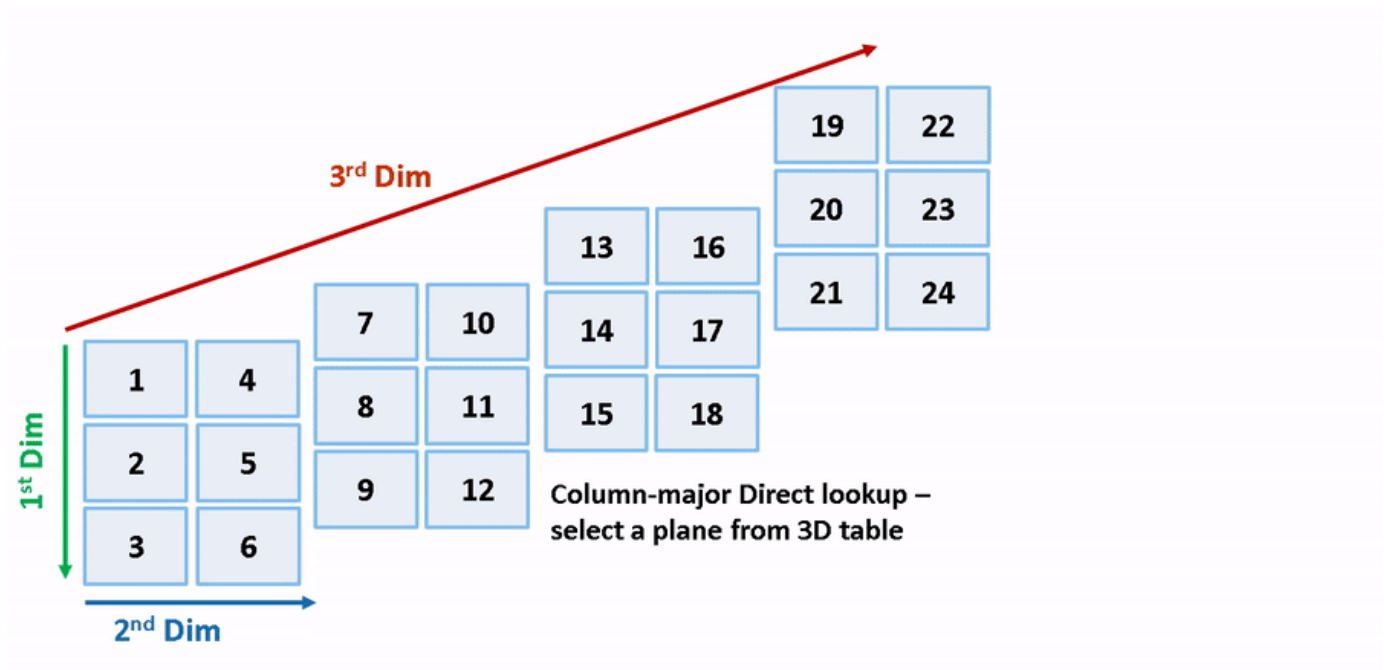 3rd Dim
19 22
20 23
21 24
13 16
14 17
15 18
7 10
8 11
9 12
1 4
2 5
3 6
1st Dim
2nd Dim
Column-major Direct lookup –
select a plane from 3D table